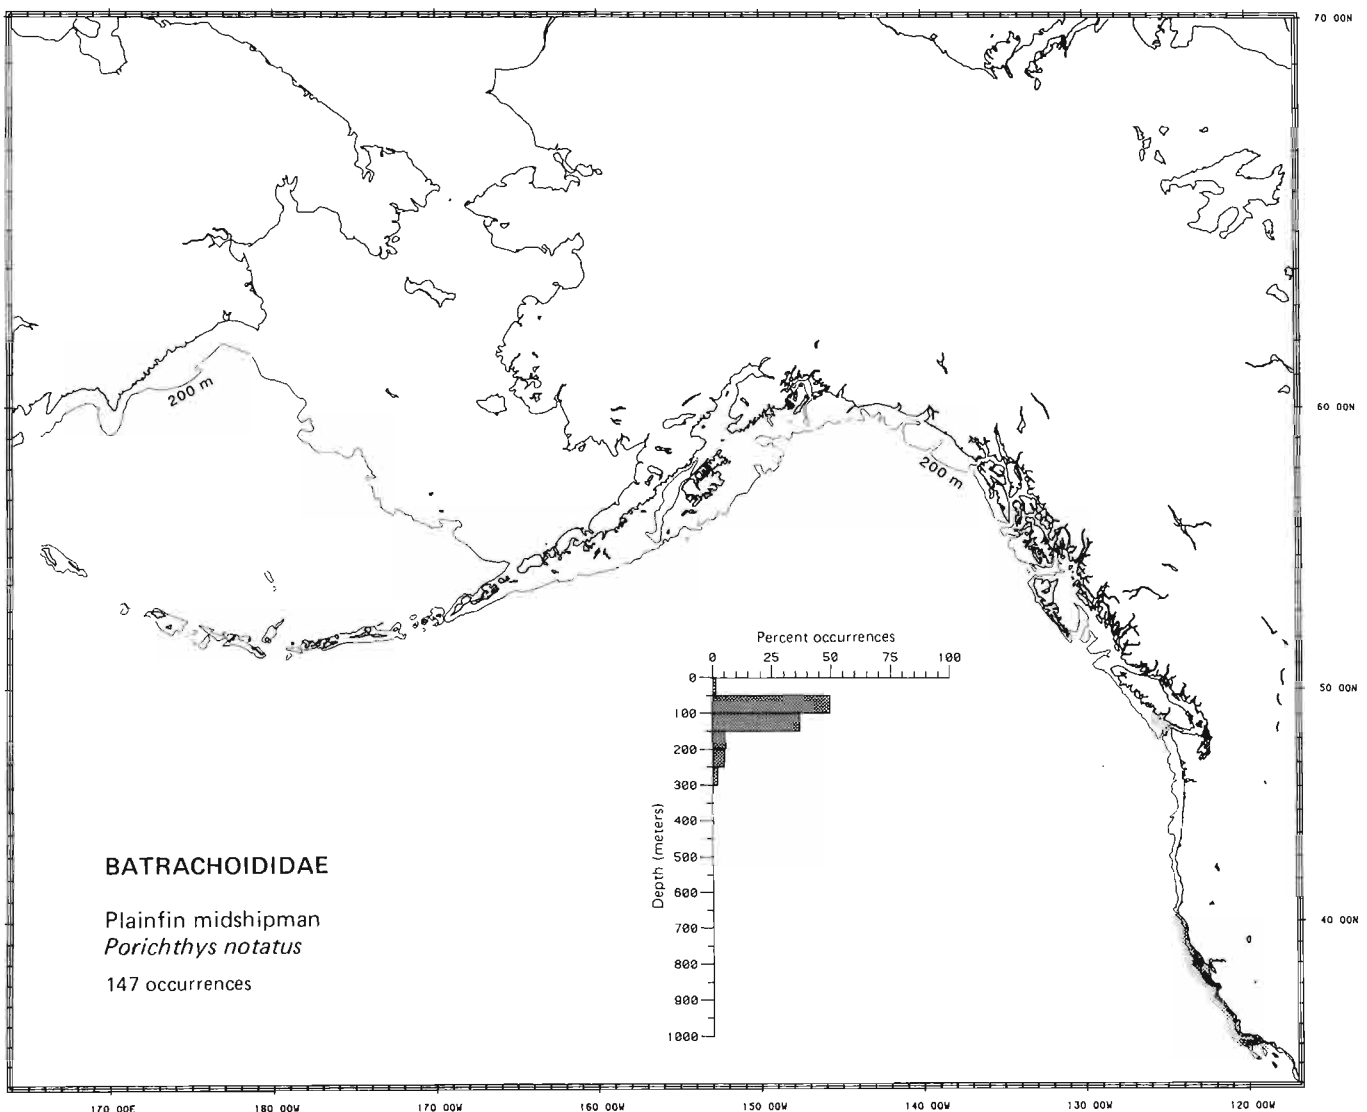 70 00N
200 m
60 00N
200 m
Percent occurrences
0 25 50 75 100
50 00N
0
100
200
300
400
500
600
700
800
900
1000
Depth (meters)
BATRACHOIDIDAE
Plainfin midshipman
Porichthys notatus
147 occurrences
40 00N
170 00E 180 00W 170 00W 160 00W 150 00W 140 00W 130 00W 120 00W